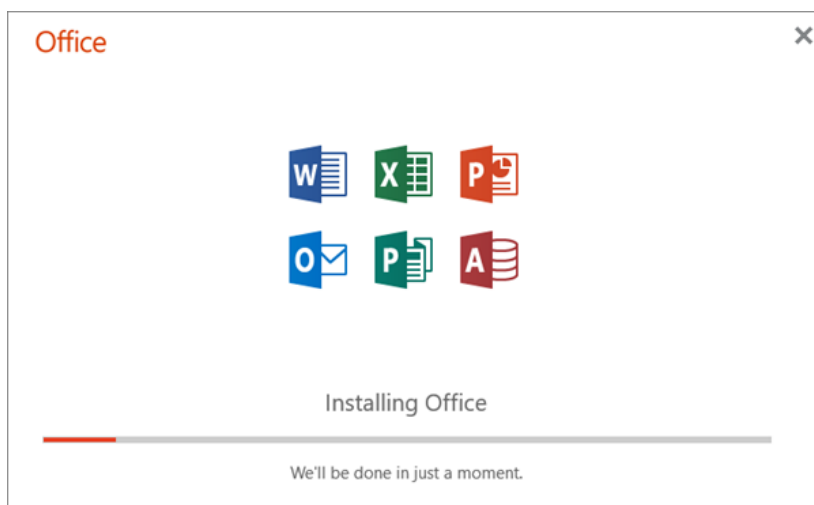 Office
W X P
O P A
Installing Office
We'll be done in just a moment.